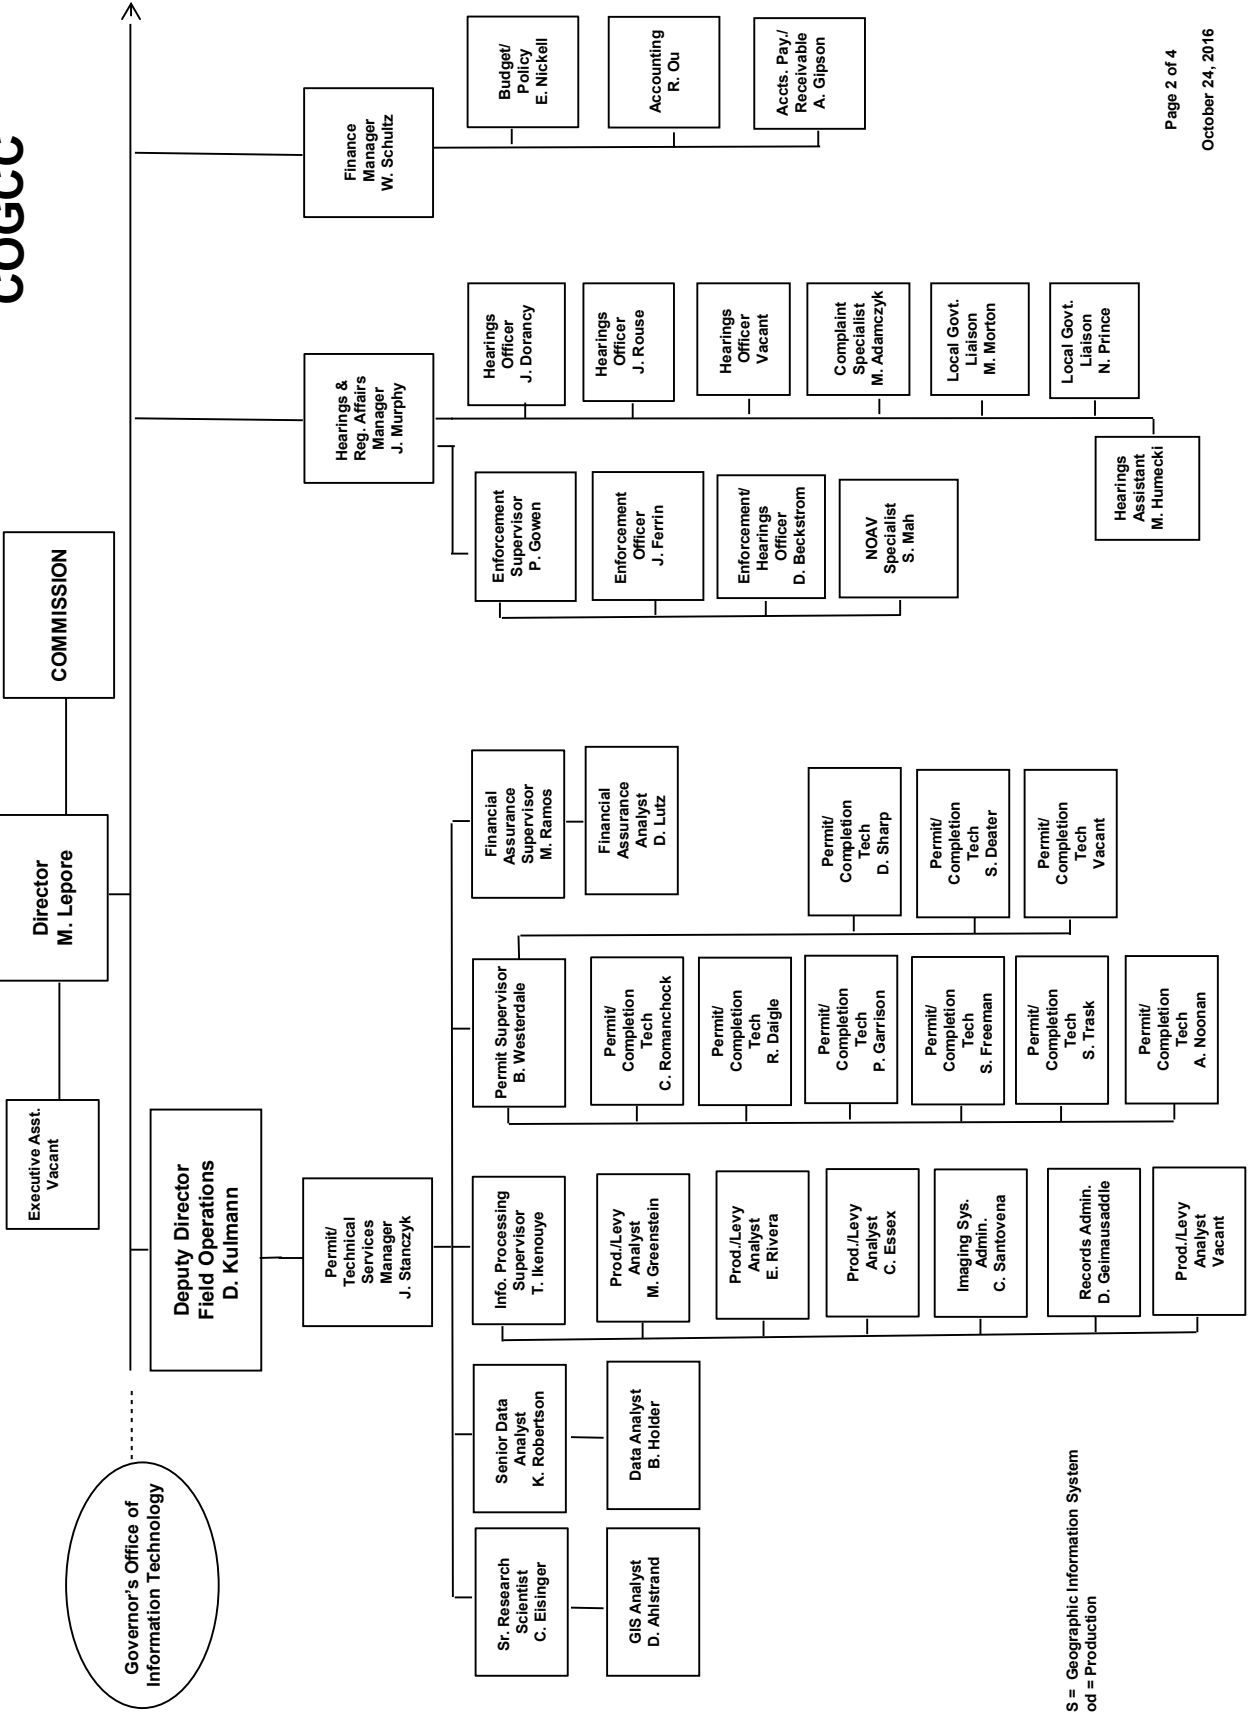 COGCC
COMMISSION
Director
M. Lepore
Executive Asst.
Vacant
Governor's Office of
Information Technology
Deputy Director
Field Operations
D. Kulmann
Permit/
Technical
Services
Manager
J. Stanczyk
Hearings &
Reg. Affairs
Manager
J. Murphy
Finance
Manager
W. Schultz
Sr. Research
Scientist
C. Eisinger
GIS Analyst
D. Ahlstrand
Senior Data
Analyst
K. Robertson
Data Analyst
B. Holder
Info. Processing
Supervisor
T. Ikenouye
Prod./Levy
Analyst
M. Greenstein
Prod./Levy
Analyst
E. Rivera
Prod./Levy
Analyst
C. Essex
Imaging Sys.
Admin.
C. Santovena
Records Admin.
D. Geimausaddle
Prod./Levy
Analyst
Vacant
Permit Supervisor
B. Westerdale
Permit/
Completion
Tech
C. Romanchock
Permit/
Completion
Tech
R. Daigle
Permit/
Completion
Tech
P. Garrison
Permit/
Completion
Tech
S. Freeman
Permit/
Completion
Tech
S. Trask
Permit/
Completion
Tech
A. Noonan
Permit/
Completion
Tech
D. Sharp
Permit/
Completion
Tech
S. Deater
Permit/
Completion
Tech
Vacant
Financial
Assurance
Supervisor
M. Ramos
Financial
Assurance
Analyst
D. Lutz
Enforcement
Supervisor
P. Gowen
Enforcement
Officer
J. Ferrin
Enforcement/
Hearings
Officer
D. Beckstrom
NOAV
Specialist
S. Mah
Hearings
Officer
J. Dorancy
Hearings
Officer
J. Rouse
Hearings
Officer
Vacant
Complaint
Specialist
M. Adamczyk
Local Govt.
Liaison
M. Morton
Local Govt.
Liaison
N. Prince
Hearings
Assistant
M. Humecki
Budget/
Policy
E. Nickell
Accounting
R. Ou
Accts. Pay./
Receivable
A. Gipson
S = Geographic Information System
od = Production
Page 2 of 4
October 24, 2016